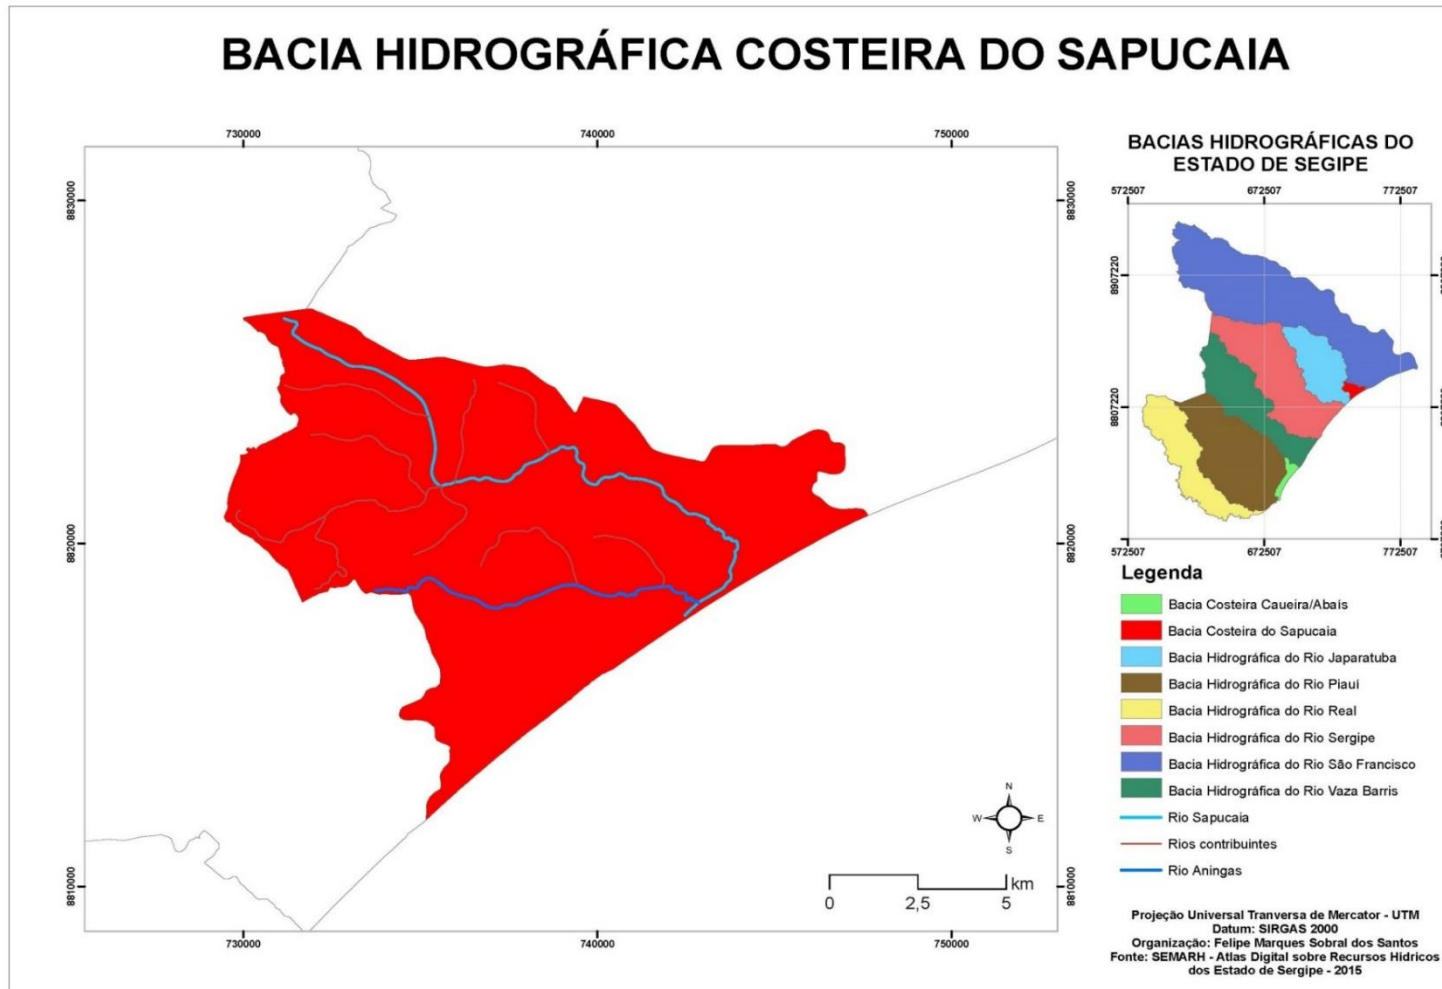 BACIA HIDROGRÁFICA COSTEIRA DO SAPUCAIA
730000 740000 750000
8830000 8830000
8820000 8820000
8810000 8810000
730000 740000 750000
N
W E
S
km
0 2,5 5
BACIAS HIDROGRÁFICAS DO
ESTADO DE SEGIPE
572507 672507 772507
8907220
8807220
572507 672507 772507
Legenda
Bacia Costeira Caueira/Abaís
Bacia Costeira do Sapucaia
Bacia Hidrográfica do Rio Japaratuba
Bacia Hidrográfica do Rio Piauí
Bacia Hidrográfica do Rio Real
Bacia Hidrográfica do Rio Sergipe
Bacia Hidrográfica do Rio São Francisco
Bacia Hidrográfica do Rio Vaza Barris
Rio Sapucaia
Rios contribuintes
Rio Aningas
Projeção Universal Tranversa de Mercator - UTM
Datum: SIRGAS 2000
Organização: Felipe Marques Sobral dos Santos
Fonte: SEMARH - Atlas Digital sobre Recursos Hídricos
dos Estado de Sergipe - 2015